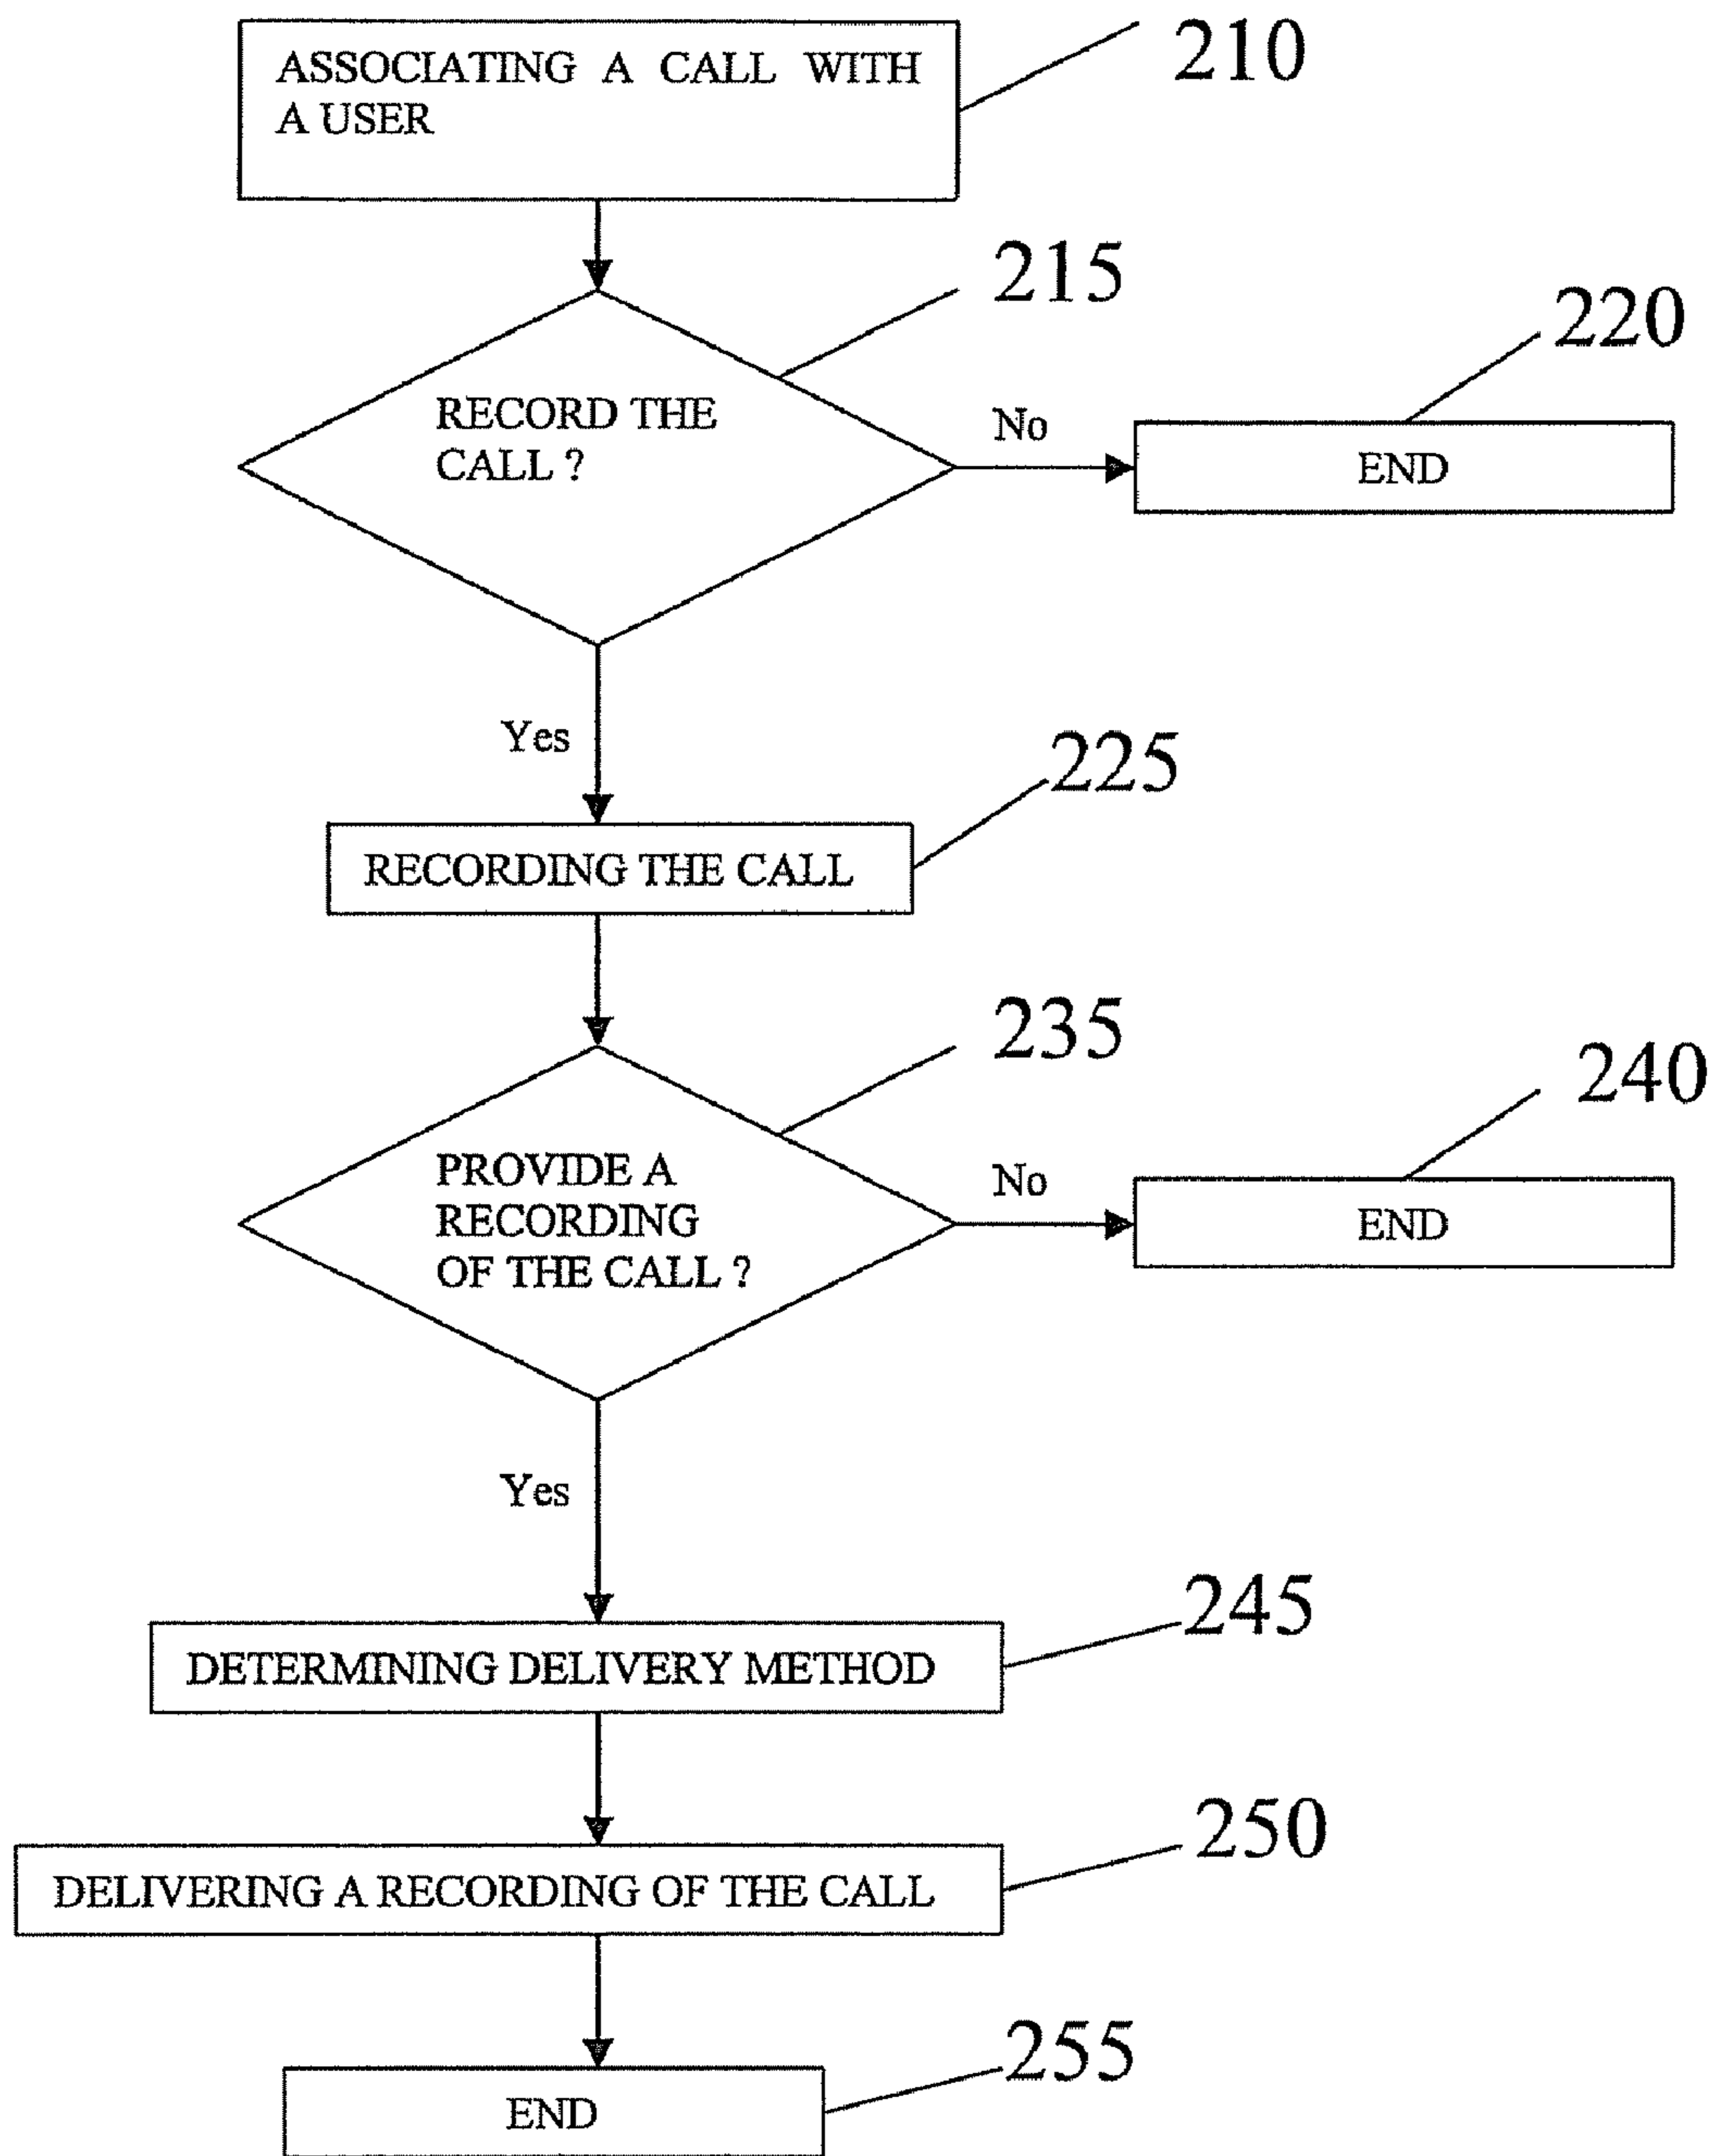 ASSOCIATING A CALL WITH
A USER
210
215
RECORD THE
CALL ?
No
220
END
Yes
225
RECORDING THE CALL
235
PROVIDE A
RECORDING
OF THE CALL ?
No
240
END
Yes
245
DETERMINING DELIVERY METHOD
250
DELIVERING A RECORDING OF THE CALL
255
END